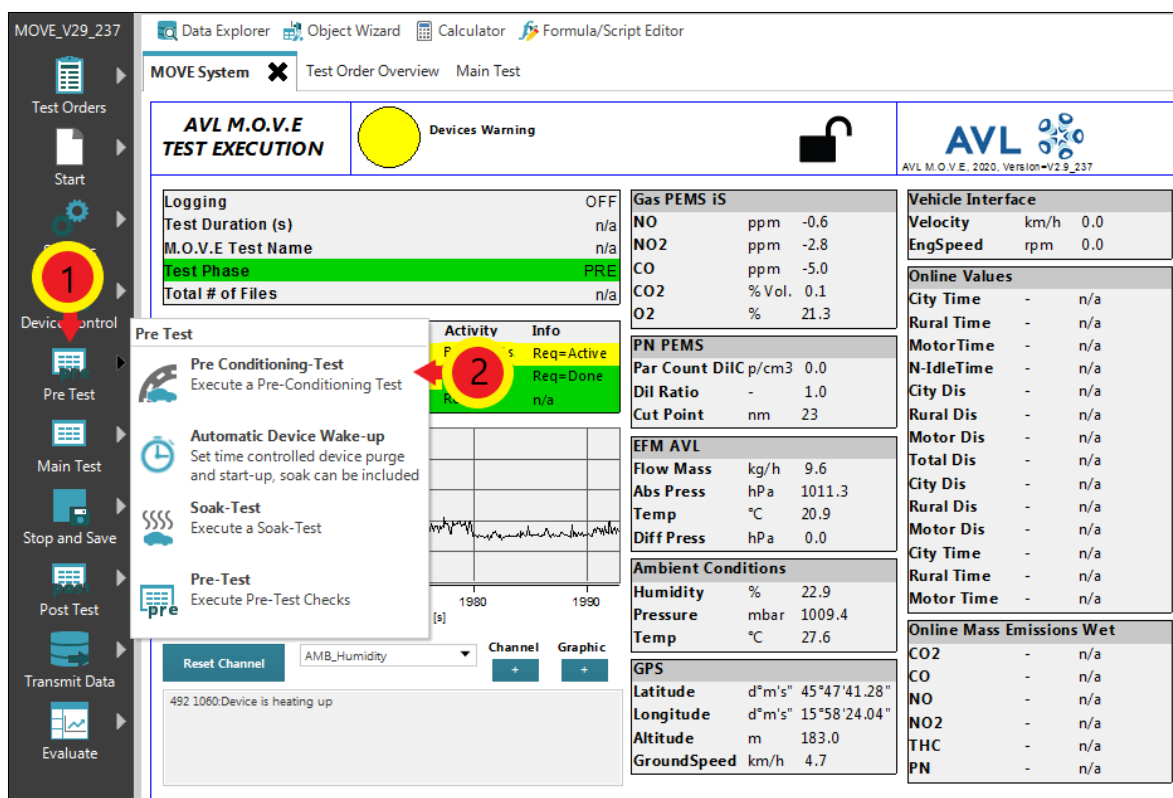 MOVE_V29_237
Data Explorer Object Wizard Calculator Formula/Script Editor
MOVE System Test Order Overview Main Test
Test Orders
Start
Device Control
Pre Test
Main Test
Stop and Save
Post Test
Transmit Data
Evaluate
1
2
AVL M.O.V.E
TEST EXECUTION
Devices Warning
AVL
AVL M.O.V.E, 2020, Version=V2.9_237
Logging OFF
Test Duration (s) n/a
M.O.V.E Test Name n/a
Test Phase PRE
Total # of Files n/a
Activity Info
Req=Active
Req=Done
n/a
Pre Test
Pre Conditioning-Test
Execute a Pre-Conditioning Test
Automatic Device Wake-up
Set time controlled device purge
and start-up, soak can be included
Soak-Test
Execute a Soak-Test
Pre-Test
Execute Pre-Test Checks
pre
1980 1990
[s]
Reset Channel AMB_Humidity Channel Graphic
+ +
492 1060:Device is heating up
Gas PEMS iS
NO ppm -0.6
NO2 ppm -2.8
CO ppm -5.0
CO2 % Vol. 0.1
O2 % 21.3
PN PEMS
Par Count DilC p/cm3 0.0
Dil Ratio - 1.0
Cut Point nm 23
EFM AVL
Flow Mass kg/h 9.6
Abs Press hPa 1011.3
Temp °C 20.9
Diff Press hPa 0.0
Ambient Conditions
Humidity % 22.9
Pressure mbar 1009.4
Temp °C 27.6
GPS
Latitude d°m's" 45°47'41.28"
Longitude d°m's" 15°58'24.04"
Altitude m 183.0
GroundSpeed km/h 4.7
Vehicle Interface
Velocity km/h 0.0
EngSpeed rpm 0.0
Online Values
City Time - n/a
Rural Time - n/a
MotorTime - n/a
N-IdleTime - n/a
City Dis - n/a
Rural Dis - n/a
Motor Dis - n/a
Total Dis - n/a
City Dis - n/a
Rural Dis - n/a
Motor Dis - n/a
City Time - n/a
Rural Time - n/a
Motor Time - n/a
Online Mass Emissions Wet
CO2 - n/a
CO - n/a
NO - n/a
NO2 - n/a
THC - n/a
PN - n/a